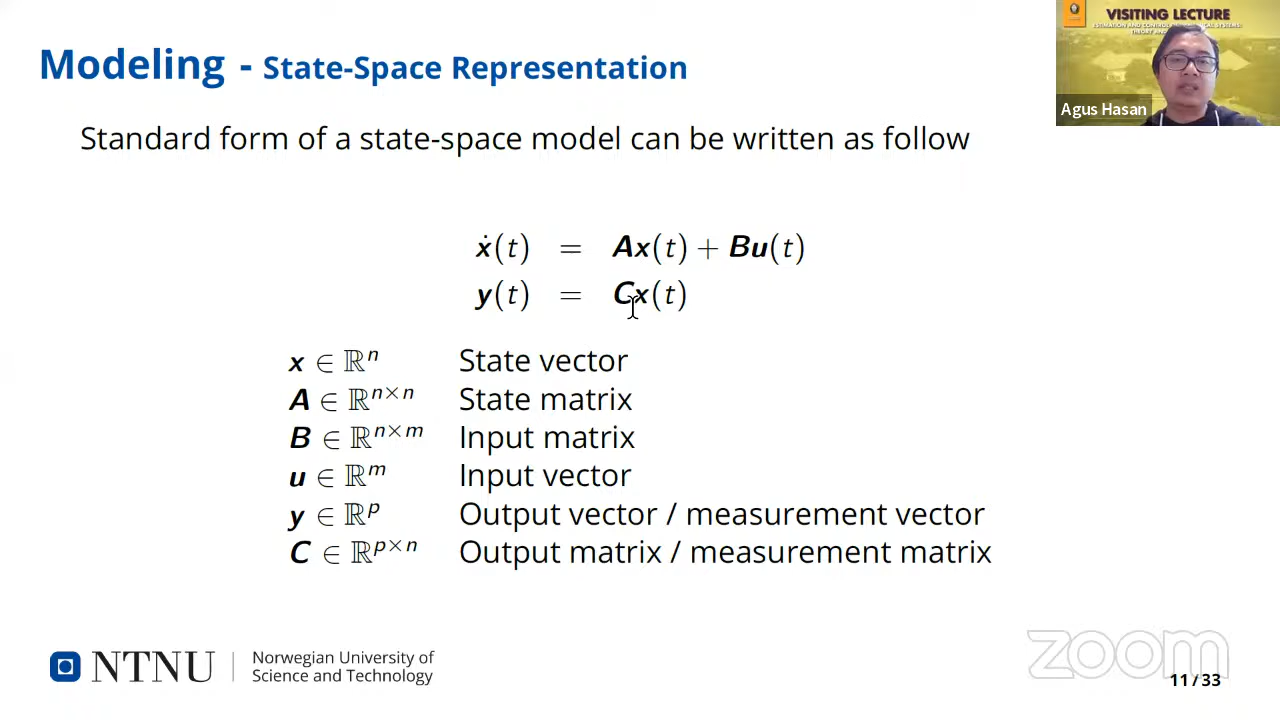 Modeling - State-Space Representation
VISITING LECTURE
Agus Hasan
Standard form of a state-space model can be written as follow
ẋ(t) = Ax(t) + Bu(t)
y(t) = Cx(t)
x ∈ ℝⁿ State vector
A ∈ ℝⁿˣⁿ State matrix
B ∈ ℝⁿˣᵐ Input matrix
u ∈ ℝᵐ Input vector
y ∈ ℝᵖ Output vector / measurement vector
C ∈ ℝᵖˣⁿ Output matrix / measurement matrix
NTNU
Norwegian University of
Science and Technology
zoom
11 / 33